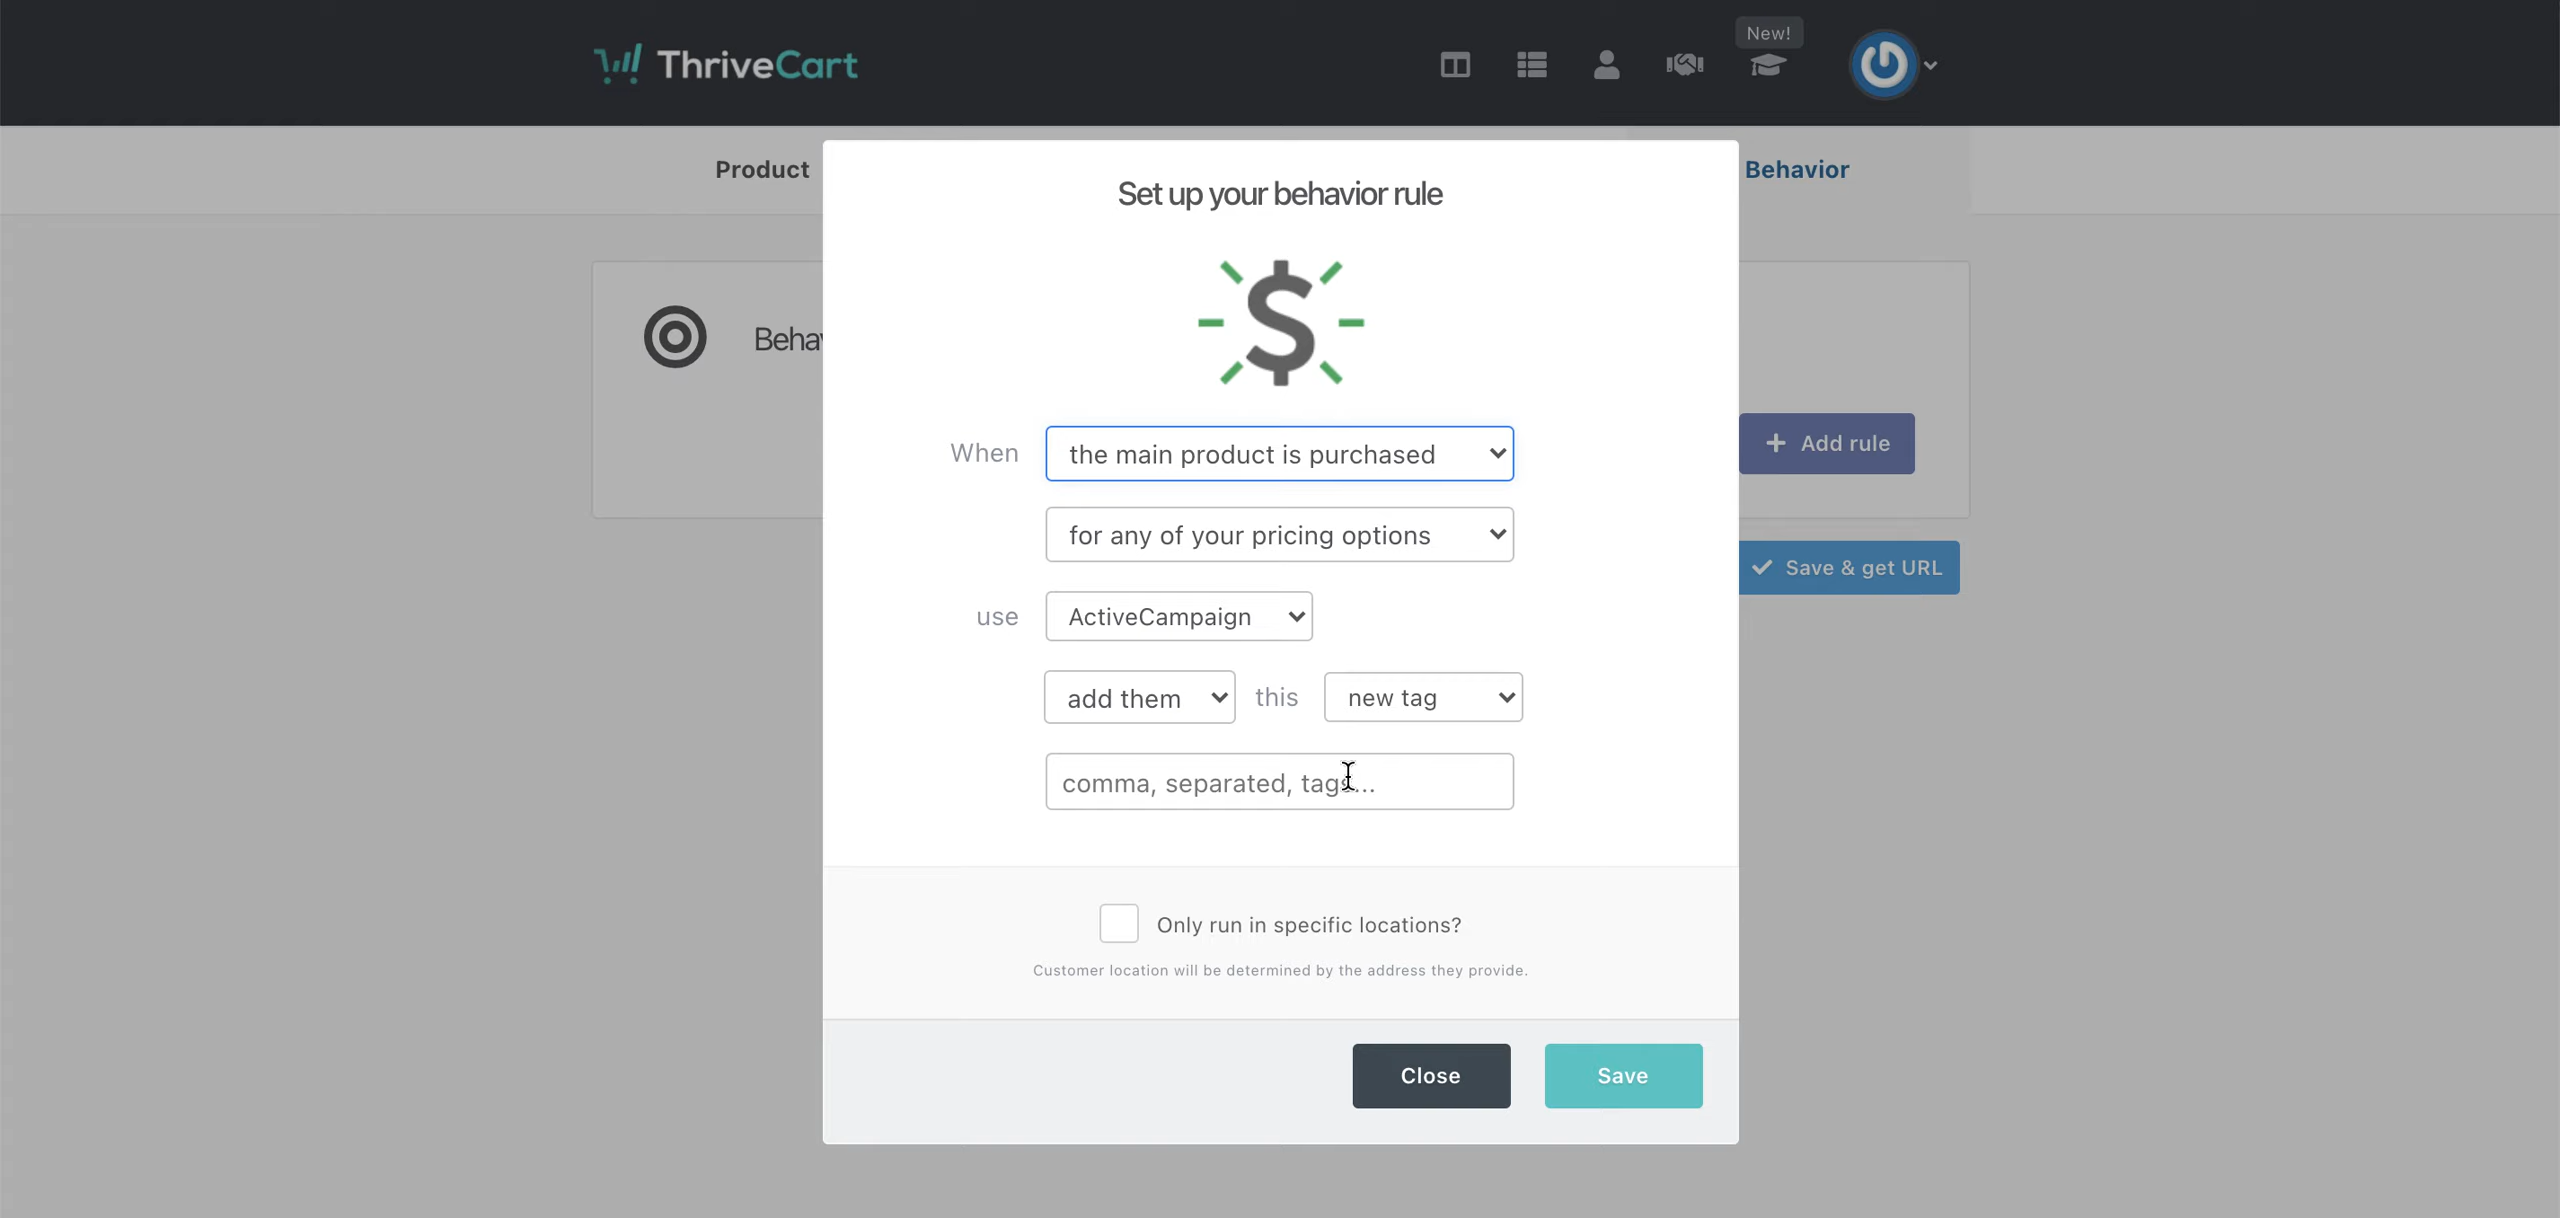 New!
ThriveCart
Product
Behavior
Set up your behavior rule
$
When
the main product is purchased
+ Add rule
for any of your pricing options
Save & get URL
use
ActiveCampaign
add them
this
new tag
comma, separated, tags...
Only run in specific locations?
Customer location will be determined by the address they provide.
Close
Save